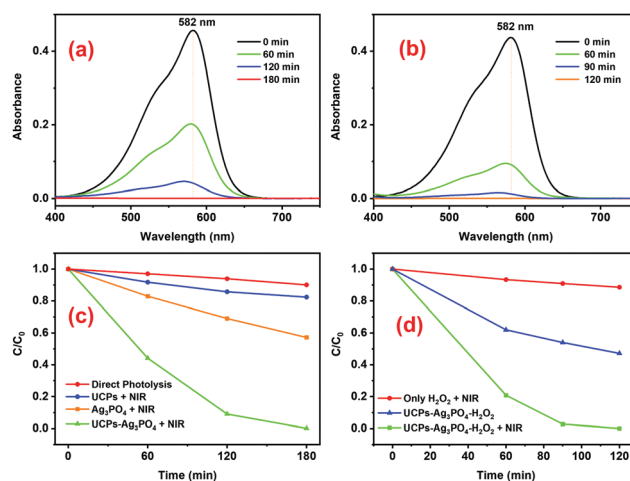 582 nm
(a)
0 min
60 min
120 min
180 min
Absorbance
0.4
0.2
0.0
400 500 600 700
Wavelength (nm)
582 nm
(b)
0 min
60 min
90 min
120 min
Absorbance
0.4
0.2
0.0
400 500 600 700
Wavelength (nm)
(c)
C/C₀
1.0
0.8
0.6
0.4
0.2
0.0
Direct Photolysis
UCPs + NIR
Ag₃PO₄ + NIR
UCPs-Ag₃PO₄ + NIR
0 60 120 180
Time (min)
(d)
C/C₀
1.0
0.8
0.6
0.4
0.2
0.0
Only H₂O₂ + NIR
UCPs-Ag₃PO₄-H₂O₂
UCPs-Ag₃PO₄-H₂O₂ + NIR
0 20 40 60 80 100 120
Time (min)